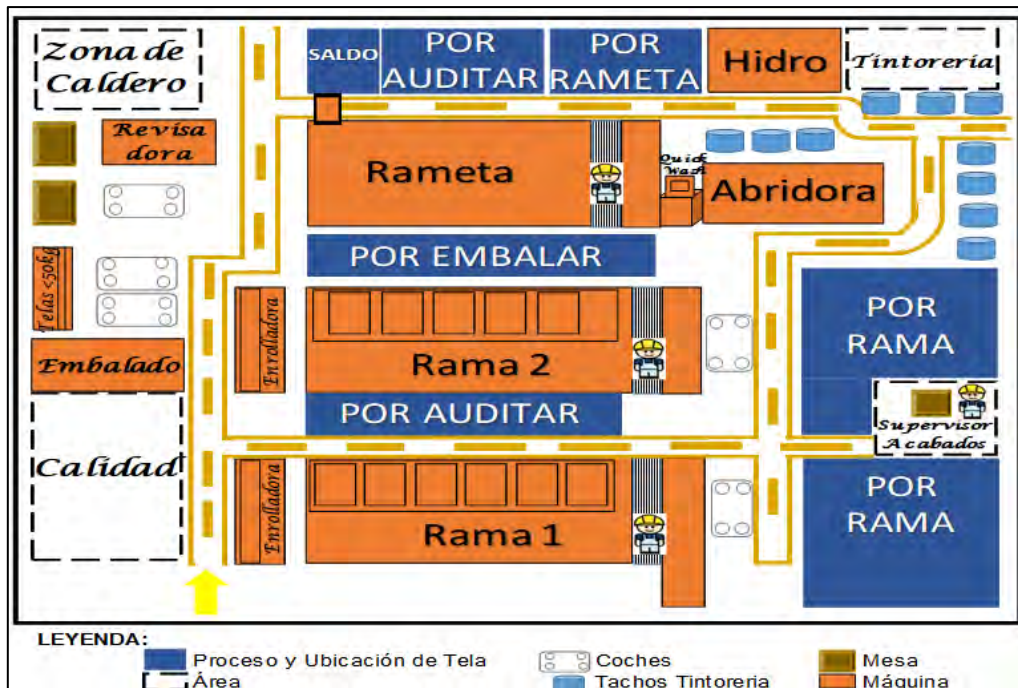 Zona de
Caldero
SALDO
POR
AUDITAR
POR
RAMETA
Hidro
Tintoreria
Revisa
dora
Rameta
Quick
Wash
Abridora
POR EMBALAR
Telas <50kg
Enrolladora
Rama 2
POR
RAMA
Embalado
POR AUDITAR
Supervisor
Acabados
Calidad
Enrolladora
Rama 1
POR
RAMA
LEYENDA:
Proceso y Ubicación de Tela
Coches
Mesa
Área
Tachos Tintoreria
Máquina